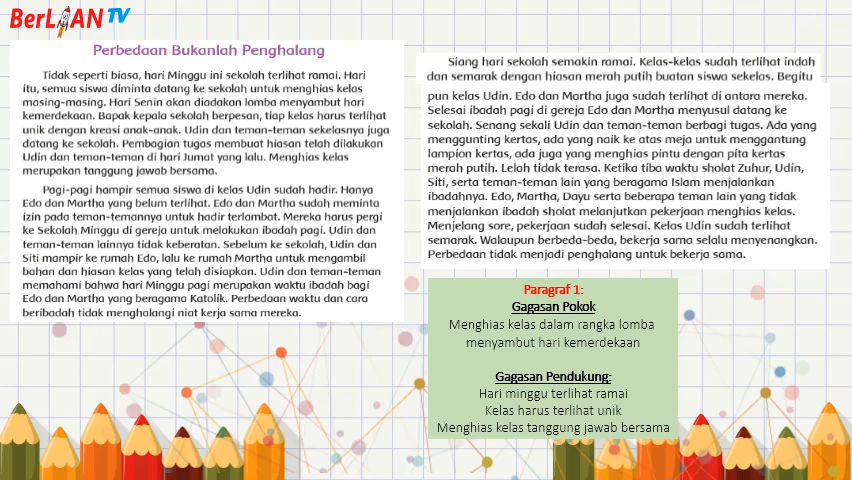 BerLIAN TV
Perbedaan Bukanlah Penghalang
Tidak seperti biasa, hari Minggu ini sekolah terlihat ramai. Hari
itu, semua siswa diminta datang ke sekolah untuk menghias kelas
masing-masing. Hari Senin akan diadakan lomba menyambut hari
kemerdekaan. Bapak kepala sekolah berpesan, tiap kelas harus terlihat
unik dengan kreasi anak-anak. Udin dan teman-teman sekelasnya juga
datang ke sekolah. Pembagian tugas membuat hiasan telah dilakukan
Udin dan teman-teman di hari Jumat yang lalu. Menghias kelas
merupakan tanggung jawab bersama.
Pagi-pagi hampir semua siswa di kelas Udin sudah hadir. Hanya
Edo dan Martha yang belum terlihat. Edo dan Martha sudah meminta
izin pada teman-temannya untuk hadir terlambat. Mereka harus pergi
ke Sekolah Minggu di gereja untuk melakukan ibadah pagi. Udin dan
teman-teman lainnya tidak keberatan. Sebelum ke sekolah, Udin dan
Siti mampir ke rumah Edo, lalu ke rumah Martha untuk mengambil
bahan dan hiasan kelas yang telah disiapkan. Udin dan teman-teman
memahami bahwa hari Minggu pagi merupakan waktu ibadah bagi
Edo dan Martha yang beragama Katolik. Perbedaan waktu dan cara
beribadah tidak menghalangi niat kerja sama mereka.
Siang hari sekolah semakin ramai. Kelas-kelas sudah terlihat indah
dan semarak dengan hiasan merah putih buatan siswa sekelas. Begitu
pun kelas Udin. Edo dan Martha juga sudah terlihat di antara mereka.
Selesai ibadah pagi di gereja Edo dan Martha menyusul datang ke
sekolah. Senang sekali Udin dan teman-teman berbagi tugas. Ada yang
menggunting kertas, ada yang naik ke atas meja untuk menggantung
lampion kertas, ada juga yang menghias pintu dengan pita kertas
merah putih. Lelah tidak terasa. Ketika tiba waktu sholat Zuhur, Udin,
Siti, serta teman-teman lain yang beragama Islam menjalankan
ibadahnya. Edo, Martha, Dayu serta beberapa teman lain yang tidak
menjalankan ibadah sholat melanjutkan pekerjaan menghias kelas.
Menjelang sore, pekerjaan sudah selesai. Kelas Udin sudah terlihat
semarak. Walaupun berbeda-beda, bekerja sama selalu menyenangkan.
Perbedaan tidak menjadi penghalang untuk bekerja sama.
Paragraf 1:
Gagasan Pokok
Menghias kelas dalam rangka lomba
menyambut hari kemerdekaan
Gagasan Pendukung:
Hari minggu terlihat ramai
Kelas harus terlihat unik
Menghias kelas tanggung jawab bersama